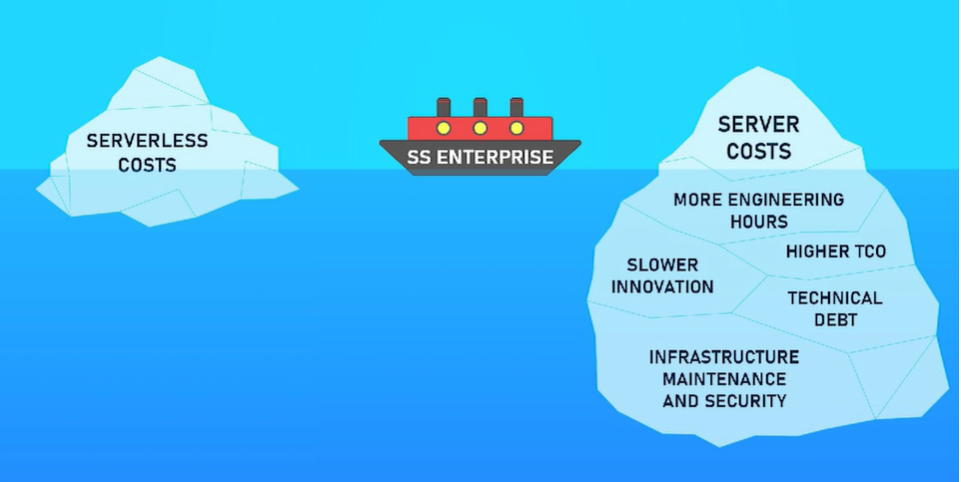 SERVERLESS
COSTS
SS ENTERPRISE
SERVER
COSTS
MORE ENGINEERING
HOURS
HIGHER TCO
SLOWER
INNOVATION
TECHNICAL
DEBT
INFRASTRUCTURE
MAINTENANCE
AND SECURITY